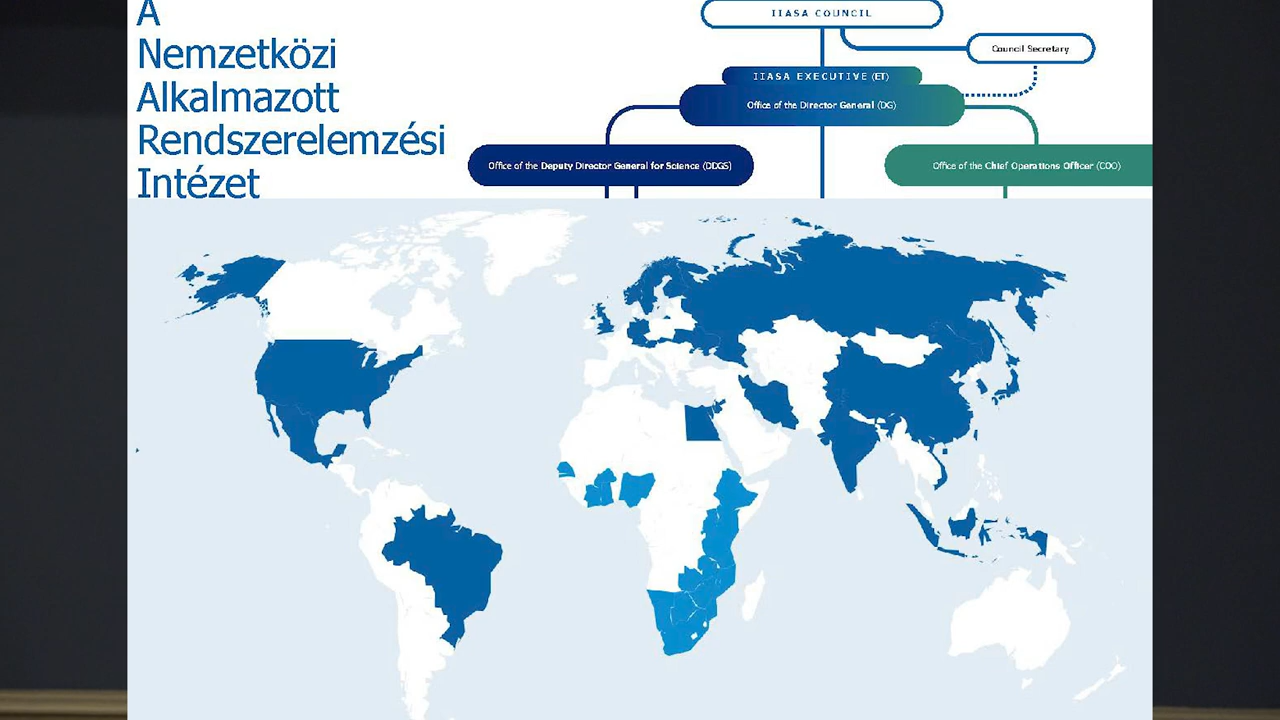 A
Nemzetközi
Alkalmazott
Rendszerelemzési
Intézet
IIASA COUNCIL
Council Secretary
IIASA EXECUTIVE (ET)
Office of the Director General (DG)
Office of the Deputy Director General for Science (DDGS)
Office of the Chief Operations Officer (COO)